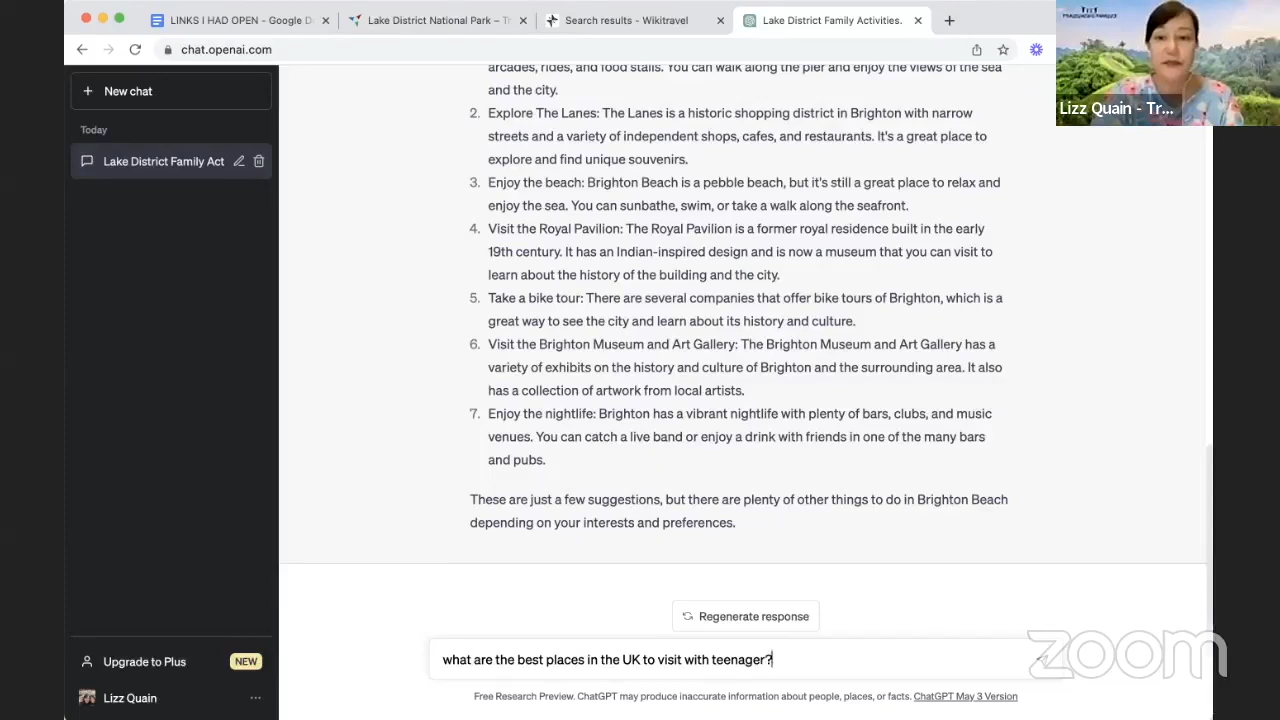 LINKS I HAD OPEN - Google D
Lake District National Park – Tr
Search results - Wikitravel
Lake District Family Activities.
chat.openai.com
New chat
Today
Lake District Family Act
Upgrade to Plus
NEW
Lizz Quain
arcades, rides, and food stalls. You can walk along the pier and enjoy the views of the sea
and the city.
2. Explore The Lanes: The Lanes is a historic shopping district in Brighton with narrow
streets and a variety of independent shops, cafes, and restaurants. It's a great place to
explore and find unique souvenirs.
3. Enjoy the beach: Brighton Beach is a pebble beach, but it's still a great place to relax and
enjoy the sea. You can sunbathe, swim, or take a walk along the seafront.
4. Visit the Royal Pavilion: The Royal Pavilion is a former royal residence built in the early
19th century. It has an Indian-inspired design and is now a museum that you can visit to
learn about the history of the building and the city.
5. Take a bike tour: There are several companies that offer bike tours of Brighton, which is a
great way to see the city and learn about its history and culture.
6. Visit the Brighton Museum and Art Gallery: The Brighton Museum and Art Gallery has a
variety of exhibits on the history and culture of Brighton and the surrounding area. It also
has a collection of artwork from local artists.
7. Enjoy the nightlife: Brighton has a vibrant nightlife with plenty of bars, clubs, and music
venues. You can catch a live band or enjoy a drink with friends in one of the many bars
and pubs.
These are just a few suggestions, but there are plenty of other things to do in Brighton Beach
depending on your interests and preferences.
Regenerate response
what are the best places in the UK to visit with teenager?
Free Research Preview. ChatGPT may produce inaccurate information about people, places, or facts. ChatGPT May 3 Version
Lizz Quain - Tr...
zoom